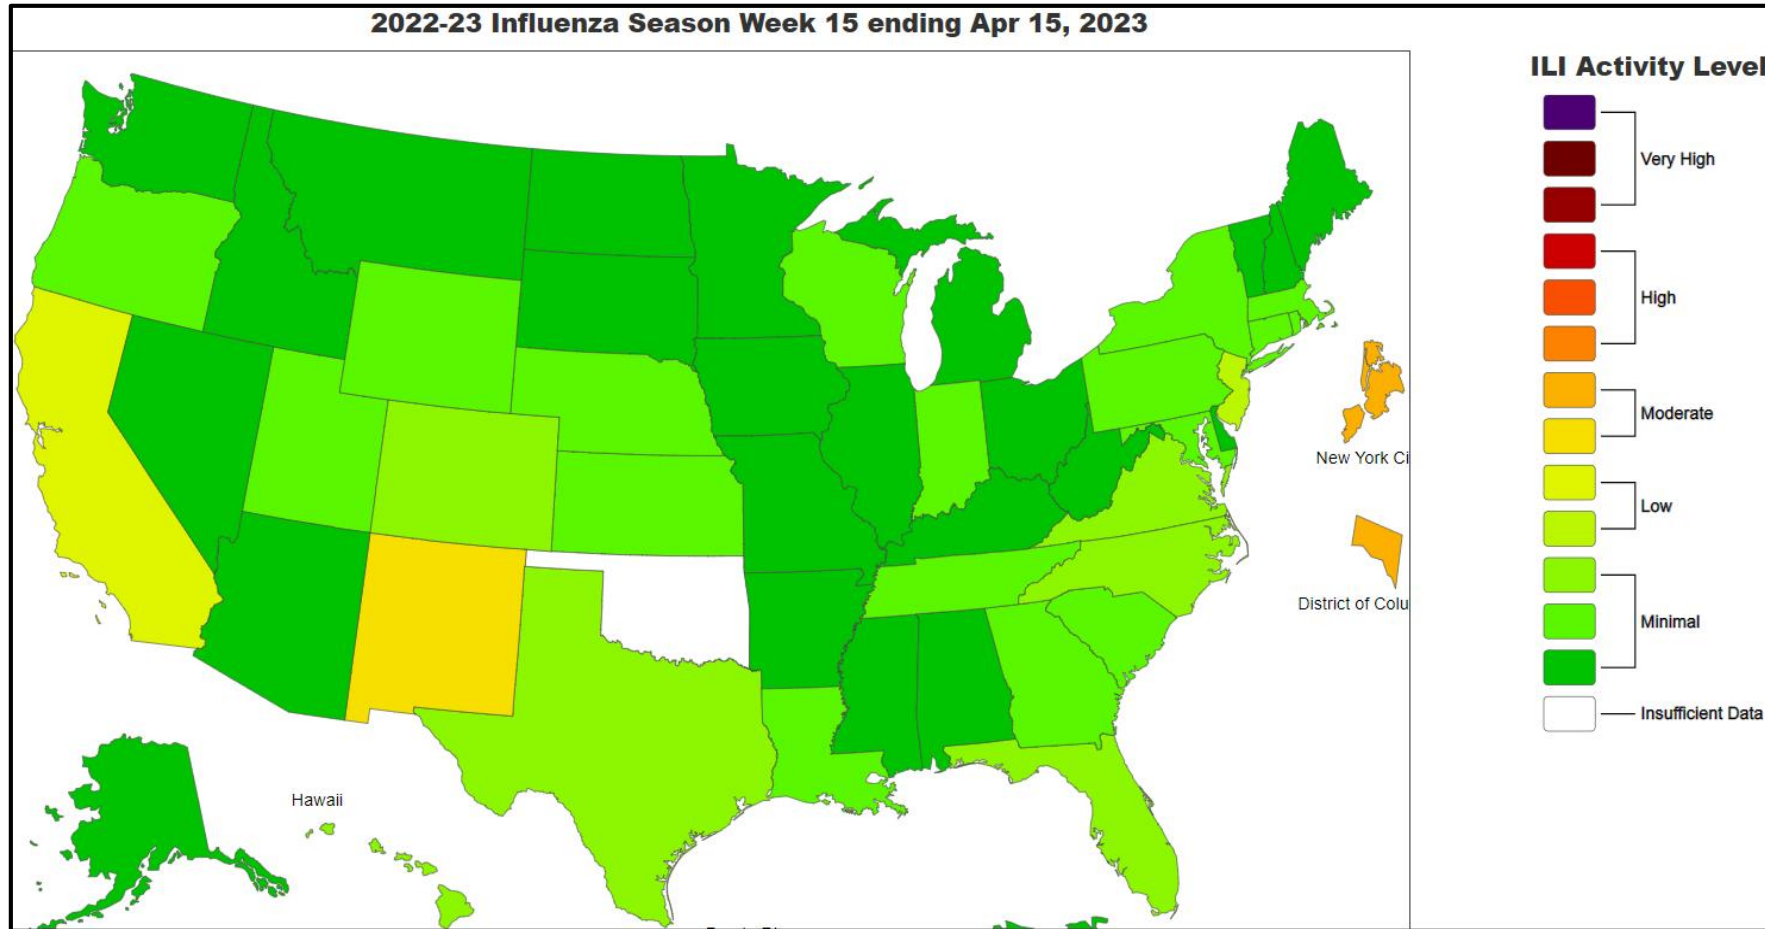 2022-23 Influenza Season Week 15 ending Apr 15, 2023
ILI Activity Level
Very High
High
Moderate
Low
Minimal
Insufficient Data
New York Ci
District of Colu
Hawaii